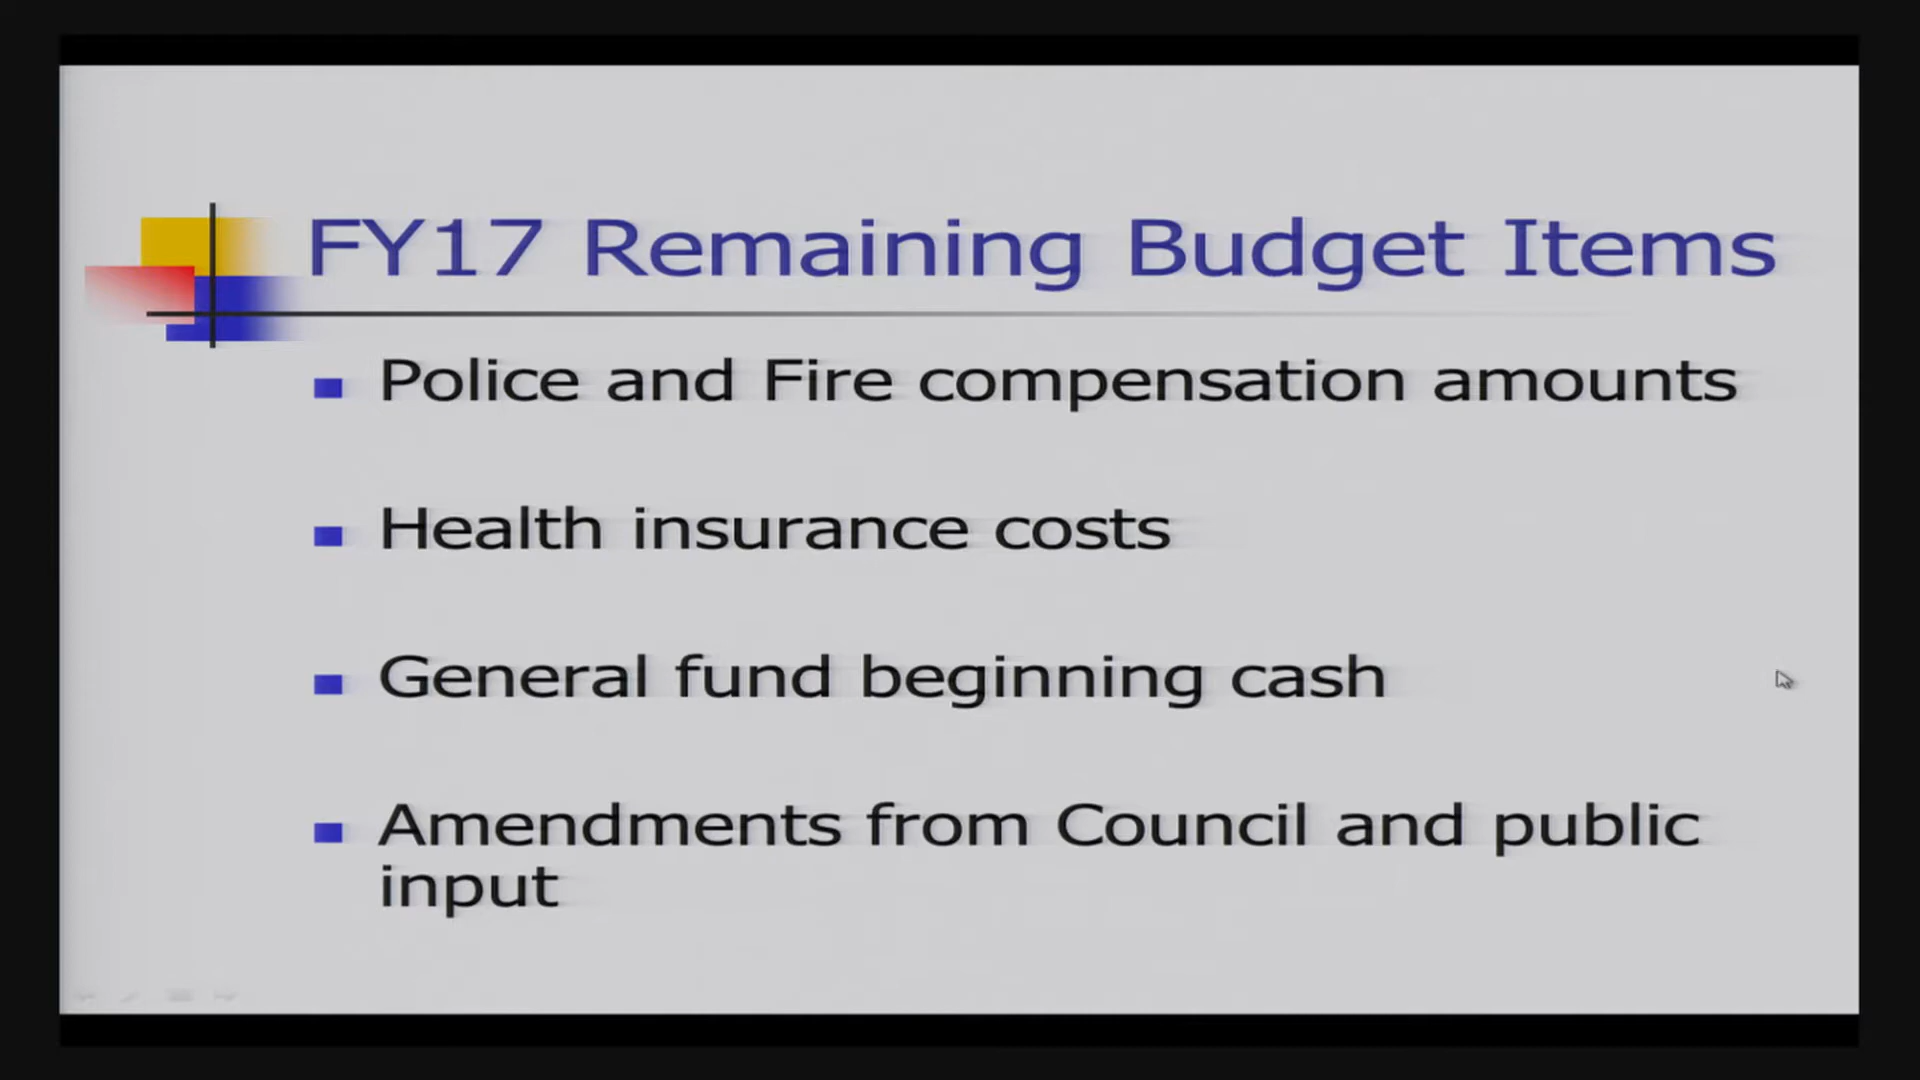 FY17 Remaining Budget Items
Police and Fire compensation amounts
Health insurance costs
General fund beginning cash
Amendments from Council and public
input